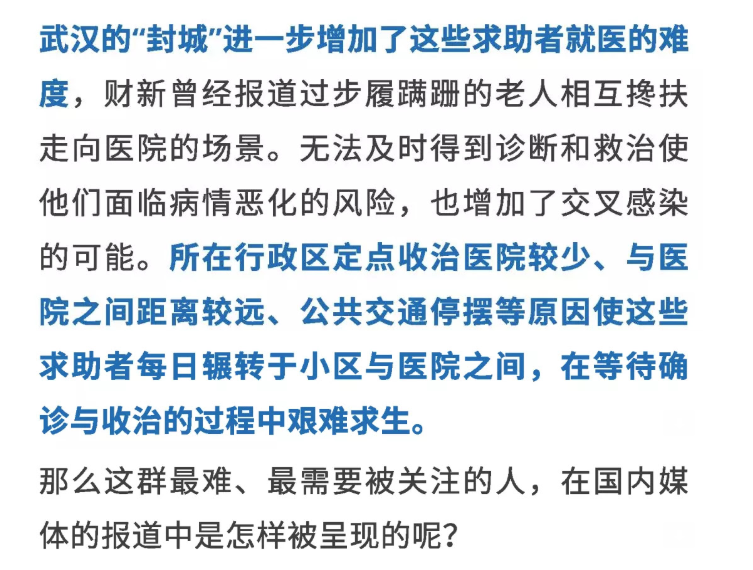 武汉的“封城”进一步增加了这些求助者就医的难
度，财新曾经报道过步履蹒跚的老人相互搀扶
走向医院的场景。无法及时得到诊断和救治使
他们面临病情恶化的风险，也增加了交叉感染
的可能。所在行政区定点收治医院较少、与医
院之间距离较远、公共交通停摆等原因使这些
求助者每日辗转于小区与医院之间，在等待确
诊与收治的过程中艰难求生。
那么这群最难、最需要被关注的人，在国内媒
体的报道中是怎样被呈现的呢？